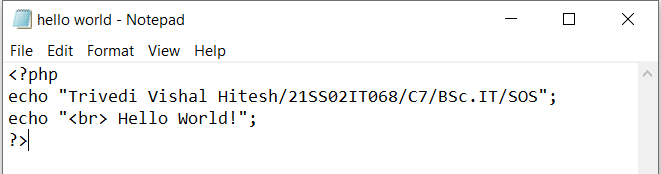 hello world - Notepad
File Edit Format View Help
<?php
echo "Trivedi Vishal Hitesh/21SS02IT068/C7/BSc.IT/SOS";
echo "<br> Hello World!";
?>